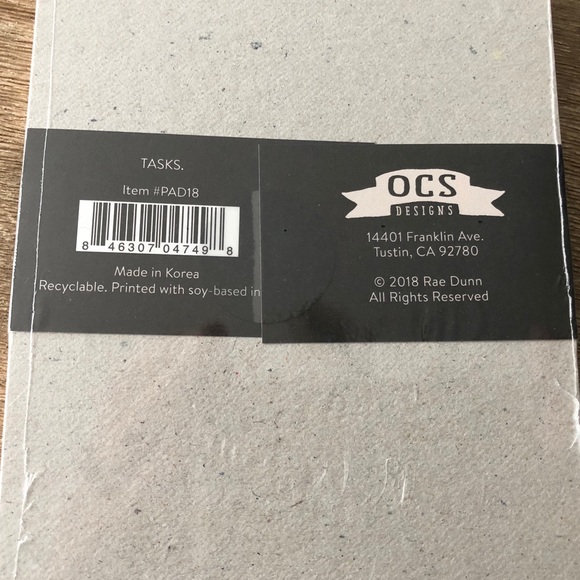 TASKS.
Item #PAD18
8 46307 04749 8
Made in Korea
Recyclable. Printed with soy-based in
OCS
DESIGNS
14401 Franklin Ave.
Tustin, CA 92780
© 2018 Rae Dunn
All Rights Reserved